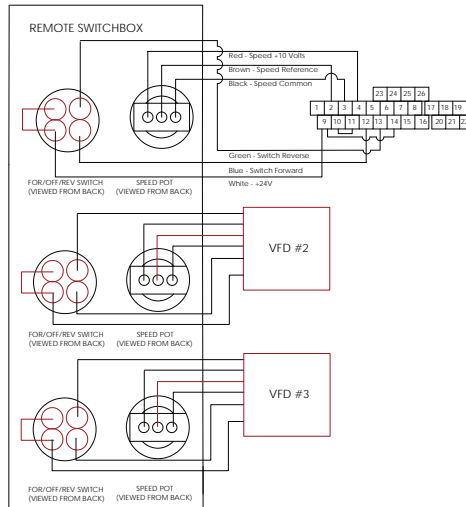 REMOTE SWITCHBOX
Red - Speed +10 Volts
Brown - Speed Reference
Black - Speed Common
23 24 25 26
1 2 3 4 5 6 7 8 17 18 19
9 10 11 12 13 14 15 16 20 21 22
Green - Switch Reverse
Blue - Switch Forward
White - +24V
FOR/OFF/REV SWITCH
(VIEWED FROM BACK)
SPEED POT
(VIEWED FROM BACK)
VFD #2
FOR/OFF/REV SWITCH
(VIEWED FROM BACK)
SPEED POT
(VIEWED FROM BACK)
VFD #3
FOR/OFF/REV SWITCH
(VIEWED FROM BACK)
SPEED POT
(VIEWED FROM BACK)